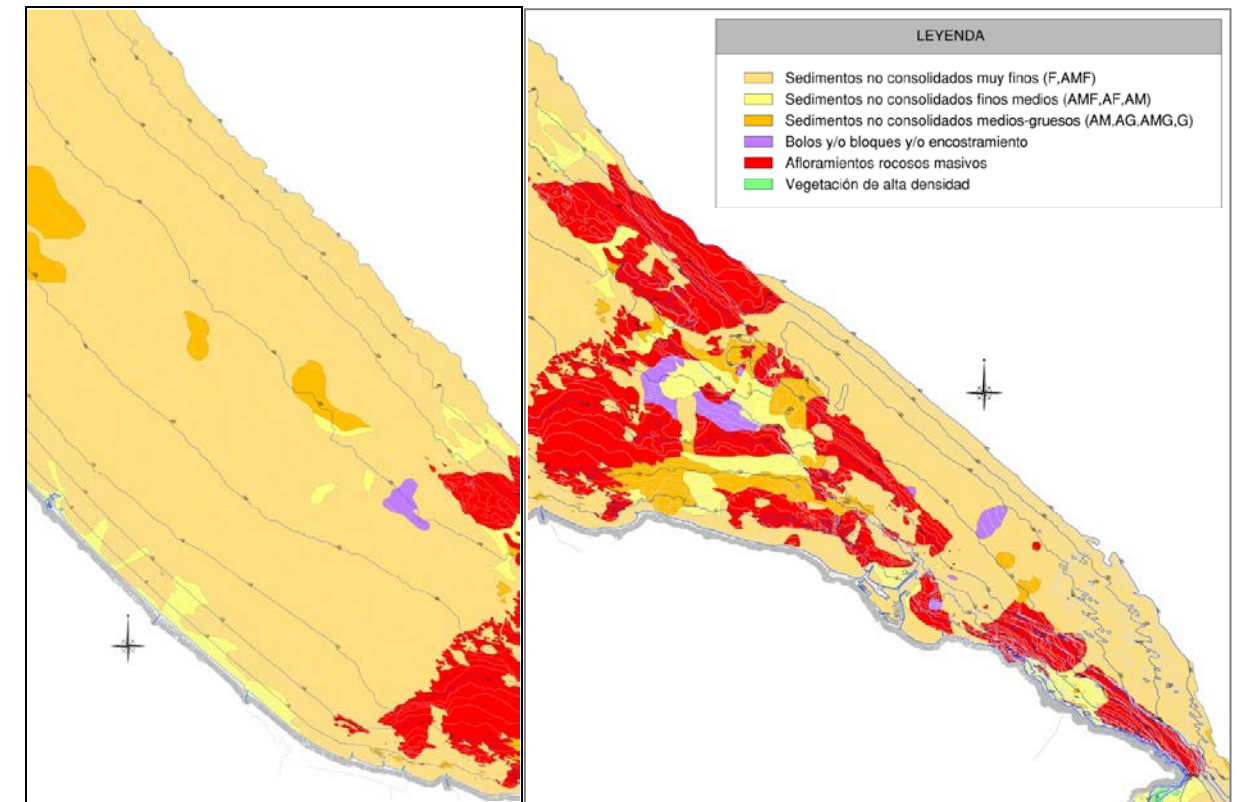 LEYENDA
Sedimentos no consolidados muy finos (F,AMF)
Sedimentos no consolidados finos medios (AMF,AF,AM)
Sedimentos no consolidados medios-gruesos (AM,AG,AMG,G)
Bolos y/o bloques y/o encostramiento
Afloramientos rocosos masivos
Vegetación de alta densidad